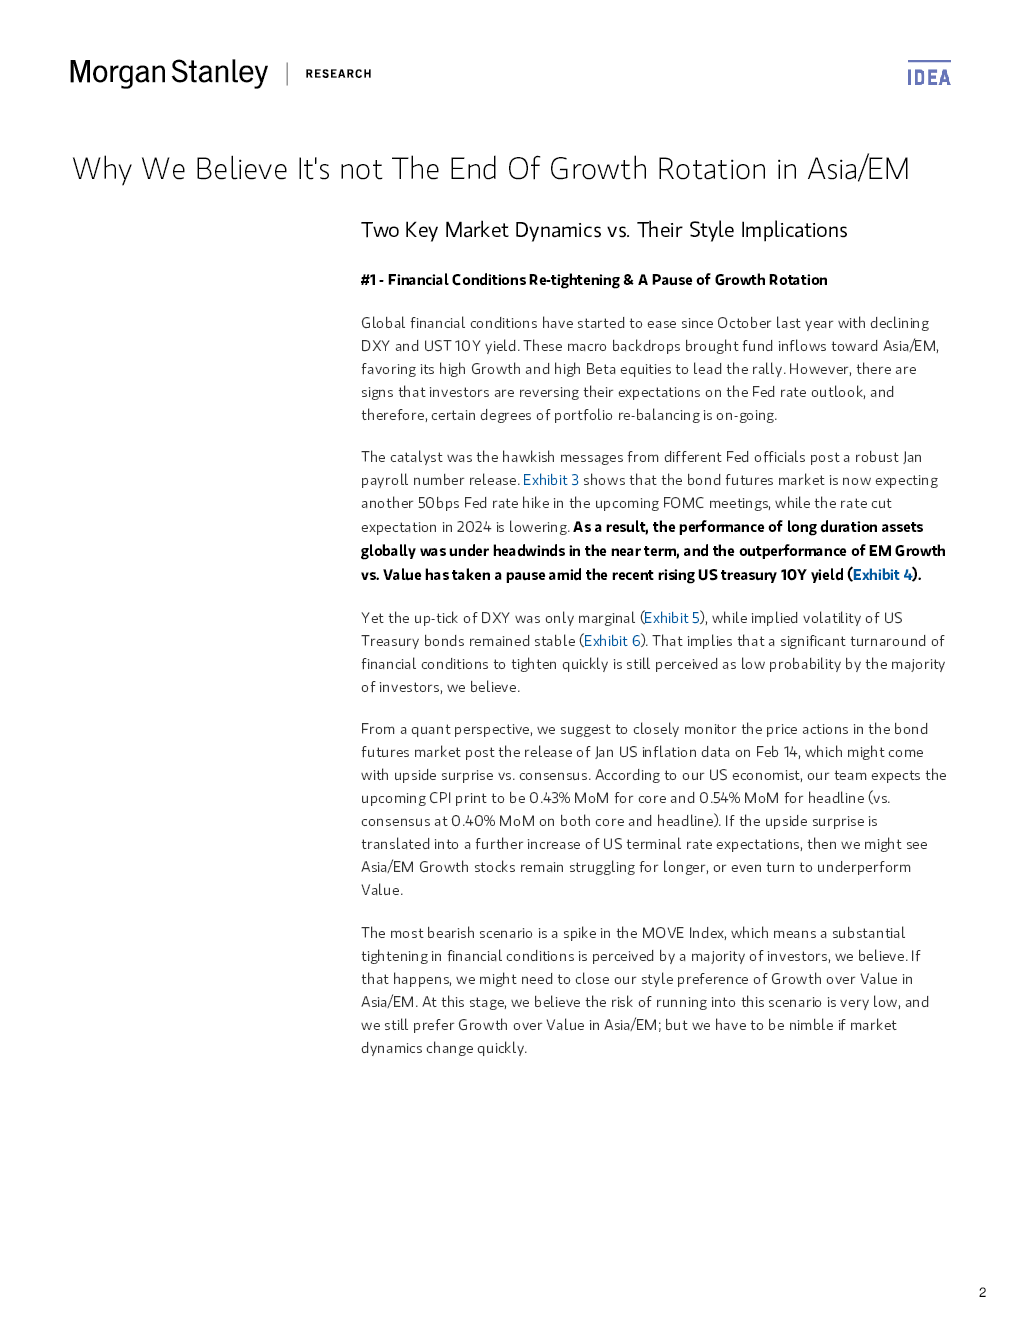 Morgan Stanley | RESEARCH
IDEA
Why We Believe It's not The End Of Growth Rotation in Asia/EM
Two Key Market Dynamics vs. Their Style Implications
#1 - Financial Conditions Re-tightening & A Pause of Growth Rotation
Global financial conditions have started to ease since October last year with declining
DXY and UST 10Y yield. These macro backdrops brought fund inflows toward Asia/EM,
favoring its high Growth and high Beta equities to lead the rally. However, there are
signs that investors are reversing their expectations on the Fed rate outlook, and
therefore, certain degrees of portfolio re-balancing is on-going.
The catalyst was the hawkish messages from different Fed officials post a robust Jan
payroll number release. Exhibit 3 shows that the bond futures market is now expecting
another 50bps Fed rate hike in the upcoming FOMC meetings, while the rate cut
expectation in 2024 is lowering. As a result, the performance of long duration assets
globally was under headwinds in the near term, and the outperformance of EM Growth
vs. Value has taken a pause amid the recent rising US treasury 10Y yield (Exhibit 4).
Yet the up-tick of DXY was only marginal (Exhibit 5), while implied volatility of US
Treasury bonds remained stable (Exhibit 6). That implies that a significant turnaround of
financial conditions to tighten quickly is still perceived as low probability by the majority
of investors, we believe.
From a quant perspective, we suggest to closely monitor the price actions in the bond
futures market post the release of Jan US inflation data on Feb 14, which might come
with upside surprise vs. consensus. According to our US economist, our team expects the
upcoming CPI print to be 0.43% MoM for core and 0.54% MoM for headline (vs.
consensus at 0.40% MoM on both core and headline). If the upside surprise is
translated into a further increase of US terminal rate expectations, then we might see
Asia/EM Growth stocks remain struggling for longer, or even turn to underperform
Value.
The most bearish scenario is a spike in the MOVE Index, which means a substantial
tightening in financial conditions is perceived by a majority of investors, we believe. If
that happens, we might need to close our style preference of Growth over Value in
Asia/EM. At this stage, we believe the risk of running into this scenario is very low, and
we still prefer Growth over Value in Asia/EM; but we have to be nimble if market
dynamics change quickly.
2